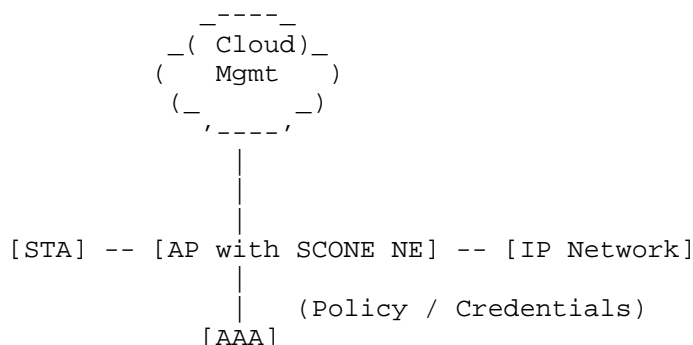 _----_
_( Cloud)_
(   Mgmt   )
(_        _)
'----'
|
|
|
[STA] -- [AP with SCONE NE] -- [IP Network]
|
|   (Policy / Credentials)
[AAA]